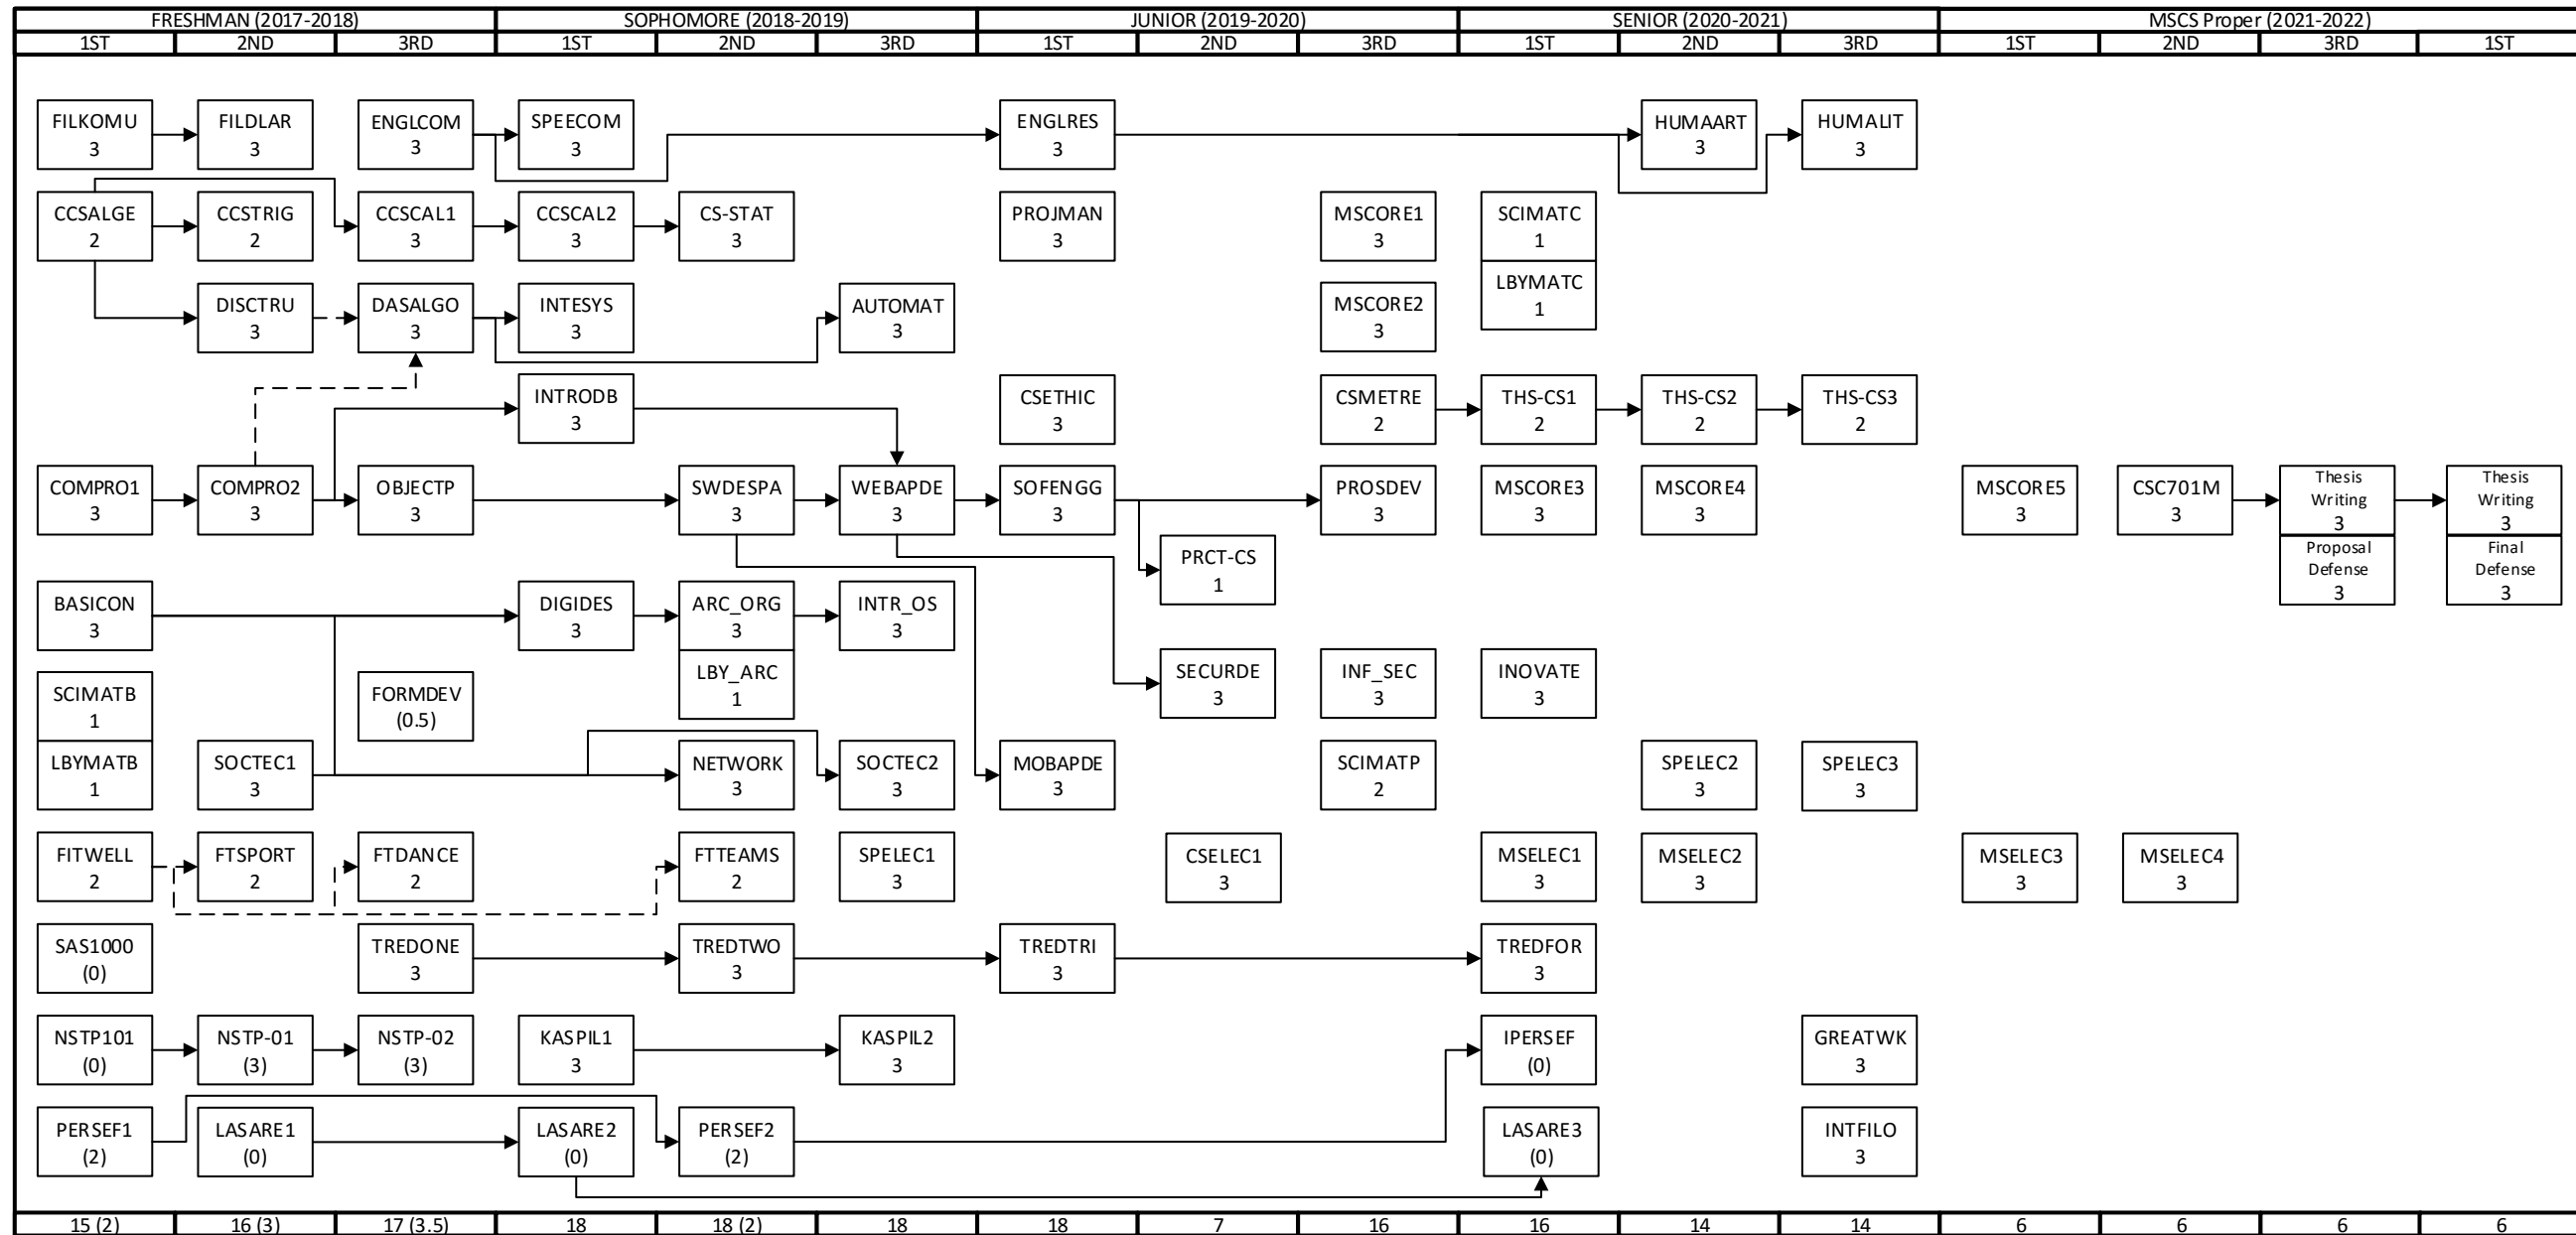 FRESHMAN (2017-2018) SOPHOMORE (2018-2019) JUNIOR (2019-2020) SENIOR (2020-2021) MSCS Proper (2021-2022)
1ST 2ND 3RD 1ST 2ND 3RD 1ST 2ND 3RD 1ST 2ND 3RD 1ST 2ND 3RD 1ST
FILKOMU FILDLAR ENGLCOM SPEECOM ENGLRES HUMAART HUMALIT
3 3 3 3 3 3 3
CCSALGE CCSTRIG CCSCAL1 CCSCAL2 CS-STAT PROJMAN MSCORE1 SCIMATC
2 2 3 3 3 3 3 1
LBYMATC
1
DISCTRU DASALGO INTESYS AUTOMAT MSCORE2
3 3 3 3 3
INTRODB CSETHIC CSMETRE THS-CS1 THS-CS2 THS-CS3
3 3 2 2 2 2
COMPRO1 COMPRO2 OBJECTP SWDESPA WEBAPDE SOFENGG PROSDEV MSCORE3 MSCORE4 MSCORE5 CSC701M Thesis Thesis
Writing Writing
3 3 3 3 3 3 3 3 3 3 3 3 3
PRCT-CS Proposal Final
Defense Defense
1 3 3
BASICON DIGIDES ARC_ORG INTR_OS
3 3 3 3
SCIMATB FORMDEV LBY_ARC SECURDE INF_SEC INOVATE
1 (0.5) 1 3 3 3
LBYMATB SOCTEC1 NETWORK SOCTEC2 MOBAPDE SCIMATP SPELEC2 SPELEC3
1 3 3 3 3 2 3 3
FITWELL FTSPORT FTDANCE FTTEAMS SPELEC1 CSELEC1 MSELEC1 MSELEC2 MSELEC3 MSELEC4
2 2 2 2 3 3 3 3 3 3
SAS1000 TREDONE TREDTWO TREDTRI TREDFOR
(0) 3 3 3 3
NSTP101 NSTP-01 NSTP-02 KASPIL1 KASPIL2 IPERSEF GREATWK
(0) (3) (3) 3 3 (0) 3
PERSEF1 LASARE1 LASARE2 PERSEF2 LASARE3 INTFILO
(2) (0) (0) (2) (0) 3
15 (2) 16 (3) 17 (3.5) 18 18 (2) 18 18 7 16 16 14 14 6 6 6 6